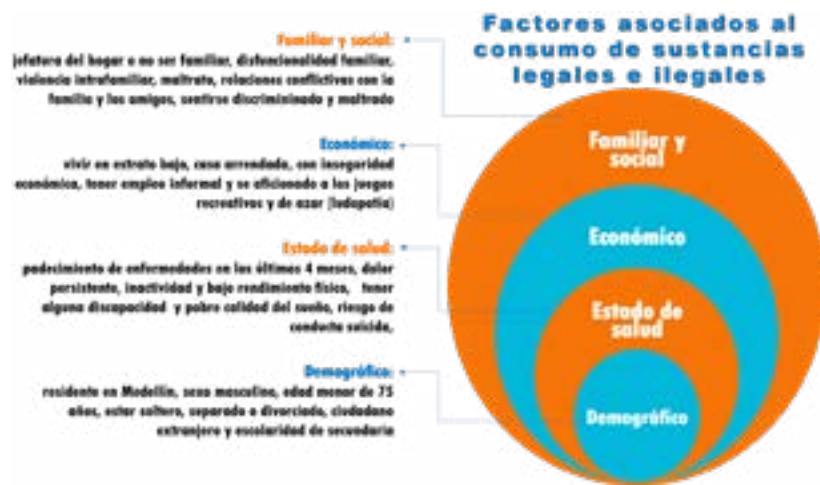 Factores asociados al
consumo de sustancias
legales e ilegales
Familiar y social:
jefatura del hogar o no ser familiar, disfuncionalidad familiar,
violencia intrafamiliar, maltrato, relaciones conflictivas con la
familia y los amigos, sentirse discrimininado y maltrado
Económico:
vivir en estrato bajo, casa arrendada, con inseguridad
económica, tener empleo informal y se aficionado a los juegos
recreativos y de azar (ludopatía)
Estado de salud:
padecimiento de enfermedades en los últimos 4 meses, dolor
persistente, inactividad y bajo rendimiento físico, tener
alguna discapacidad y pobre calidad del sueño, riesgo de
conducta suicida,
Demográfico:
residente en Medellín, sexo masculino, edad menor de 75
años, estar soltero, separado o divorciado, ciudadano
extranjero y escolaridad de secundaria
Familiar y
social
Económico
Estado de
salud
Demográfico